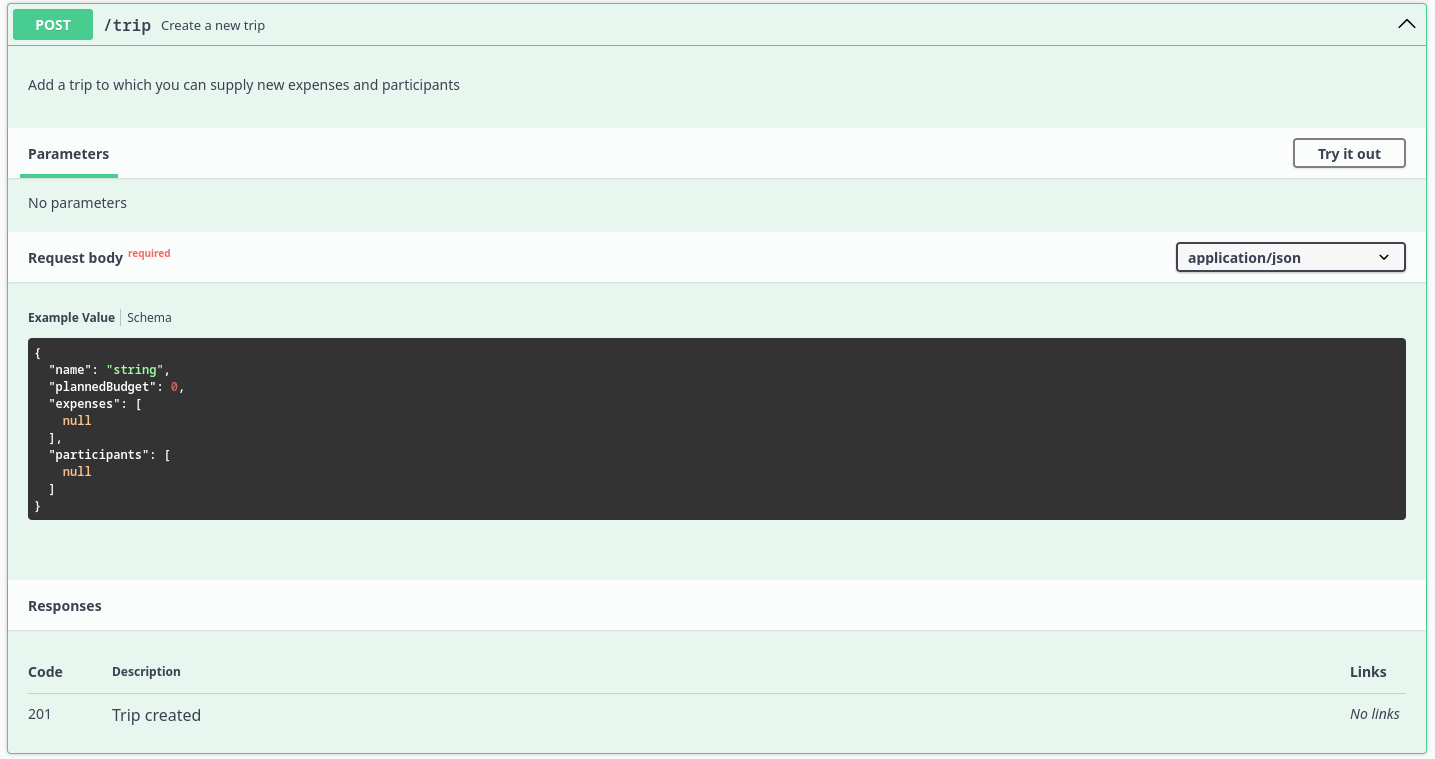 POST /trip Create a new trip
Add a trip to which you can supply new expenses and participants
Parameters Try it out
No parameters
Request body required application/json
Example Value Schema
{
  "name": "string",
  "plannedBudget": 0,
  "expenses": [
    null
  ],
  "participants": [
    null
  ]
}
Responses
Code Description Links
201 Trip created No links